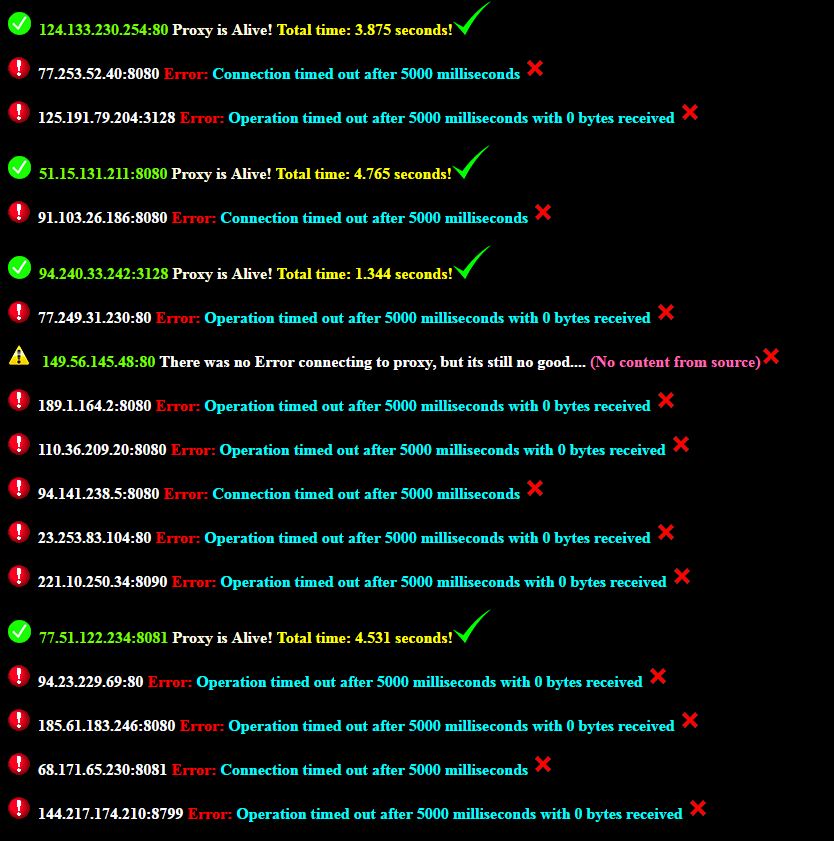 124.133.230.254:80 Proxy is Alive! Total time: 3.875 seconds!
77.253.52.40:8080 Error: Connection timed out after 5000 milliseconds
125.191.79.204:3128 Error: Operation timed out after 5000 milliseconds with 0 bytes received
51.15.131.211:8080 Proxy is Alive! Total time: 4.765 seconds!
91.103.26.186:8080 Error: Connection timed out after 5000 milliseconds
94.240.33.242:3128 Proxy is Alive! Total time: 1.344 seconds!
77.249.31.230:80 Error: Operation timed out after 5000 milliseconds with 0 bytes received
149.56.145.48:80 There was no Error connecting to proxy, but its still no good.... (No content from source)
189.1.164.2:8080 Error: Operation timed out after 5000 milliseconds with 0 bytes received
110.36.209.20:8080 Error: Operation timed out after 5000 milliseconds with 0 bytes received
94.141.238.5:8080 Error: Connection timed out after 5000 milliseconds
23.253.83.104:80 Error: Operation timed out after 5000 milliseconds with 0 bytes received
221.10.250.34:8090 Error: Operation timed out after 5000 milliseconds with 0 bytes received
77.51.122.234:8081 Proxy is Alive! Total time: 4.531 seconds!
94.23.229.69:80 Error: Operation timed out after 5000 milliseconds with 0 bytes received
185.61.183.246:8080 Error: Operation timed out after 5000 milliseconds with 0 bytes received
68.171.65.230:8081 Error: Connection timed out after 5000 milliseconds
144.217.174.210:8799 Error: Operation timed out after 5000 milliseconds with 0 bytes received